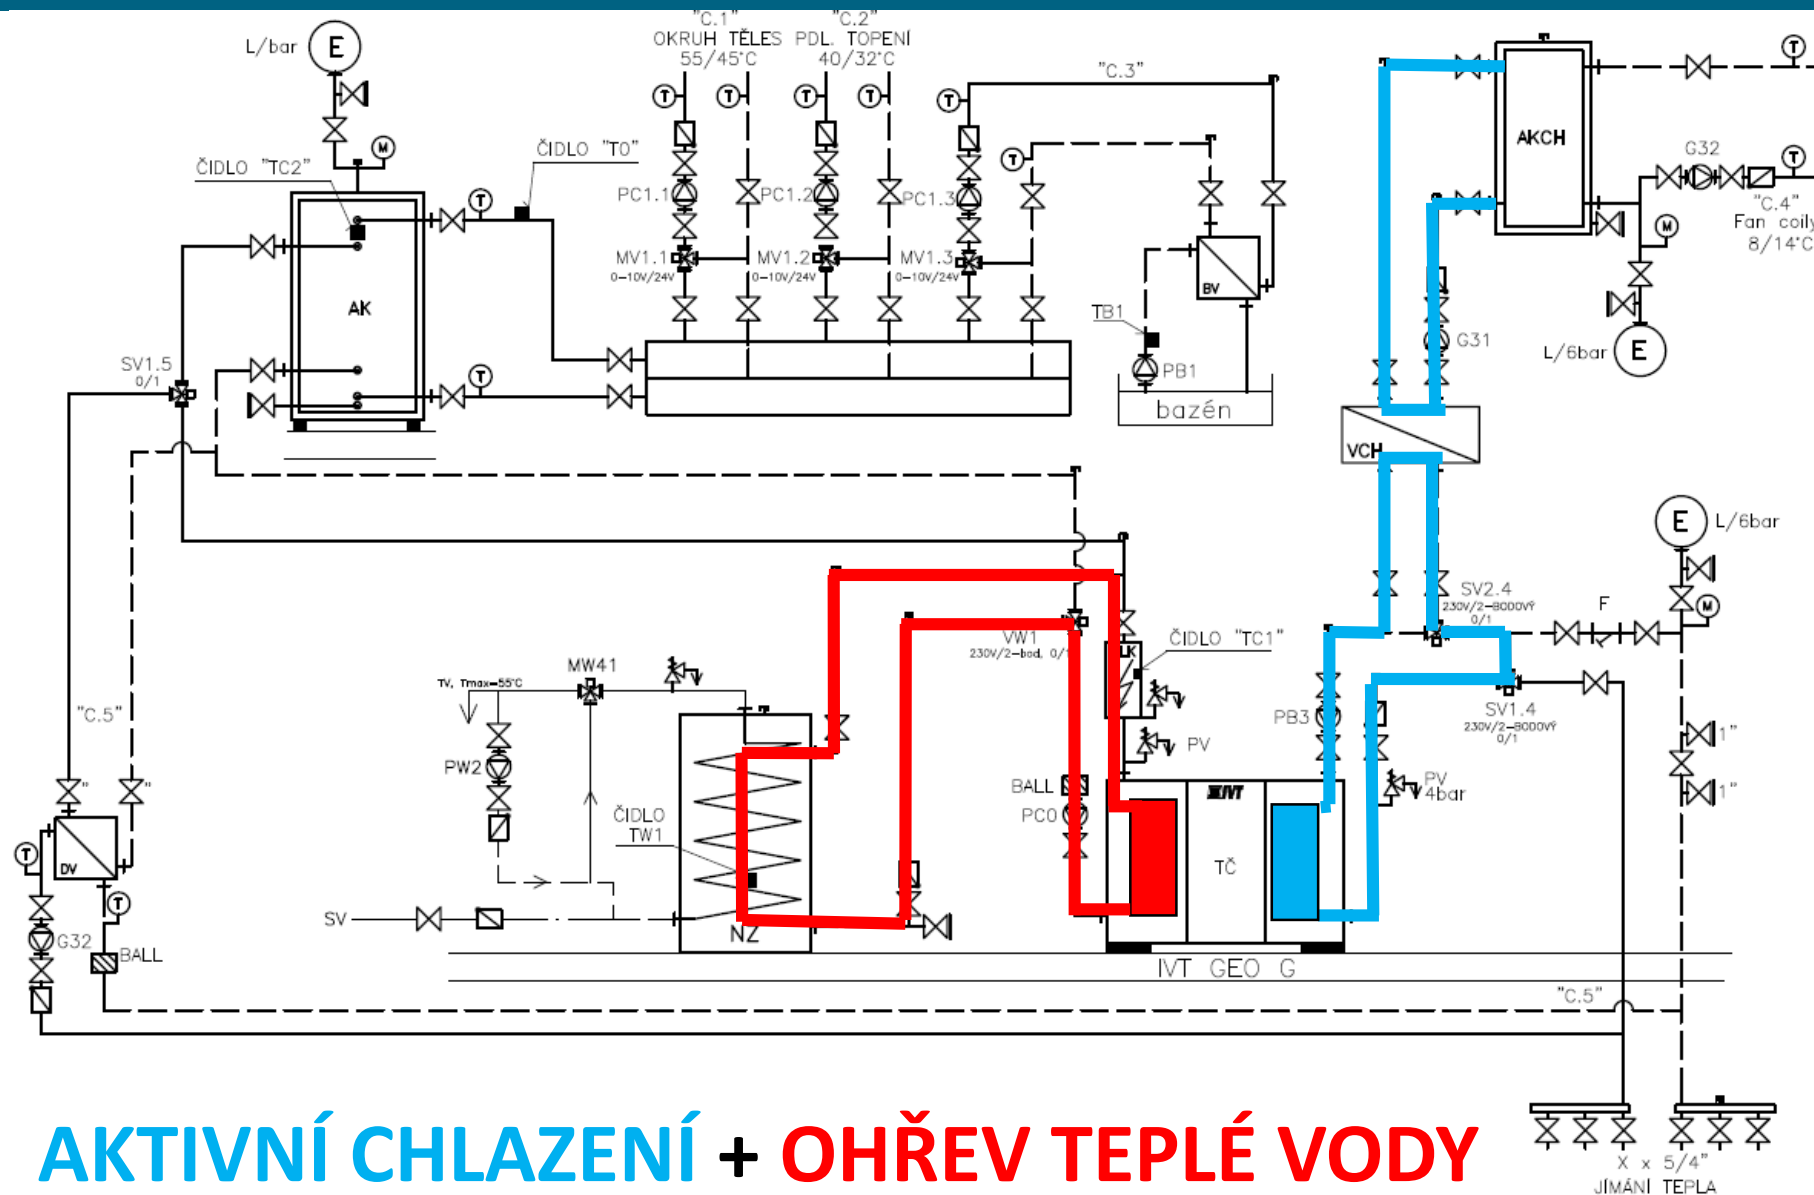 "C.1"
OKRUH TĚLES
55/45°C
"C.2"
PDL. TOPENÍ
40/32°C
"C.3"
L/bar
E
M
ČIDLO "TC2"
ČIDLO "T0"
T
T
T
T
T
T
T
T
T
T
PC1.1
PC1.2
PC1.3
MV1.1
0-10V/24V
MV1.2
0-10V/24V
MV1.3
0-10V/24V
AKCH
G32
"C.4"
Fan coily
8/14°C
M
L/6bar
E
AK
BV
TB1
PB1
bazén
G31
SV1.5
0/1
VCH
E
L/6bar
M
SV2.4
230V/2-BODOVÝ
0/1
F
VW1
230V/2-bod, 0/1
ČIDLO "TC1"
MW41
TV, Tmax=55°C
"C.5"
PW2
PV
PB3
SV1.4
230V/2-BODOVÝ
0/1
1"
1"
BALL
PC0
IVT
PV
4bar
ČIDLO
TW1
TČ
DV
T
T
SV
NZ
G32
BALL
IVT GEO G
"C.5"
X x 5/4"
JÍMÁNÍ TEPLA
AKTIVNÍ CHLAZENÍ + OHŘEV TEPLÉ VODY